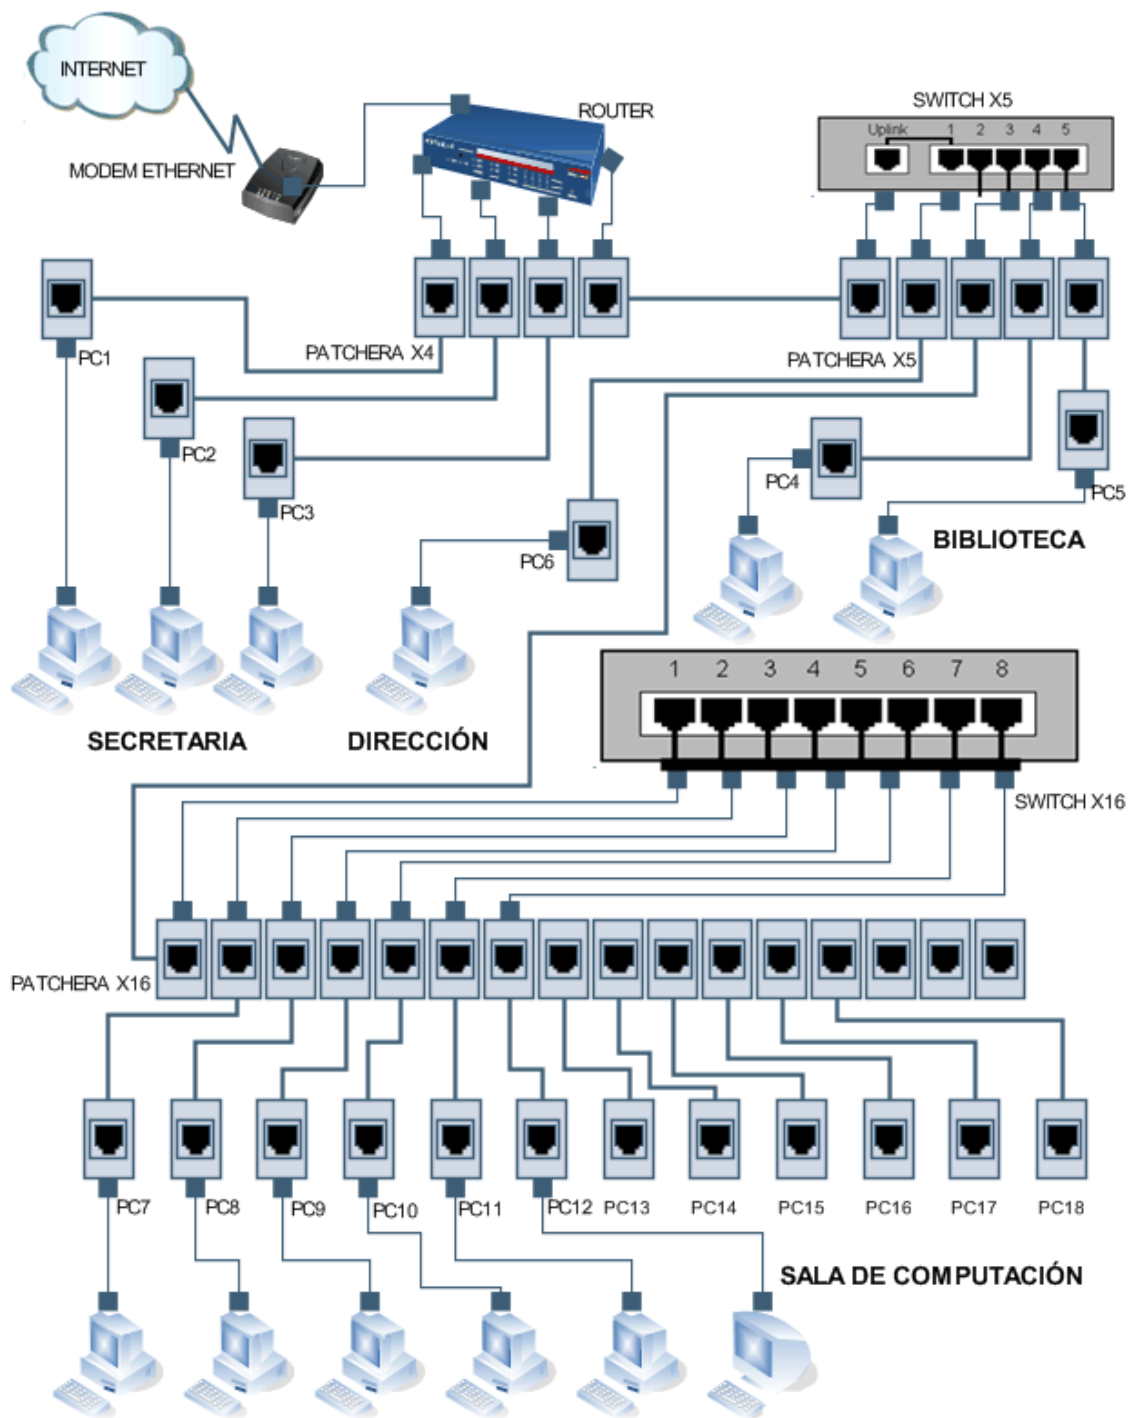 INTERNET
MODEM ETHERNET
ROUTER
SWITCH X5
Uplink 1 2 3 4 5
PC1
PATCHERA X4
PATCHERA X5
PC2
PC3
PC4
PC5
PC6
BIBLIOTECA
SECRETARIA
DIRECCIÓN
1 2 3 4 5 6 7 8
SWITCH X16
PATCHERA X16
PC7 PC8 PC9 PC10 PC11 PC12 PC13 PC14 PC15 PC16 PC17 PC18
SALA DE COMPUTACIÓN